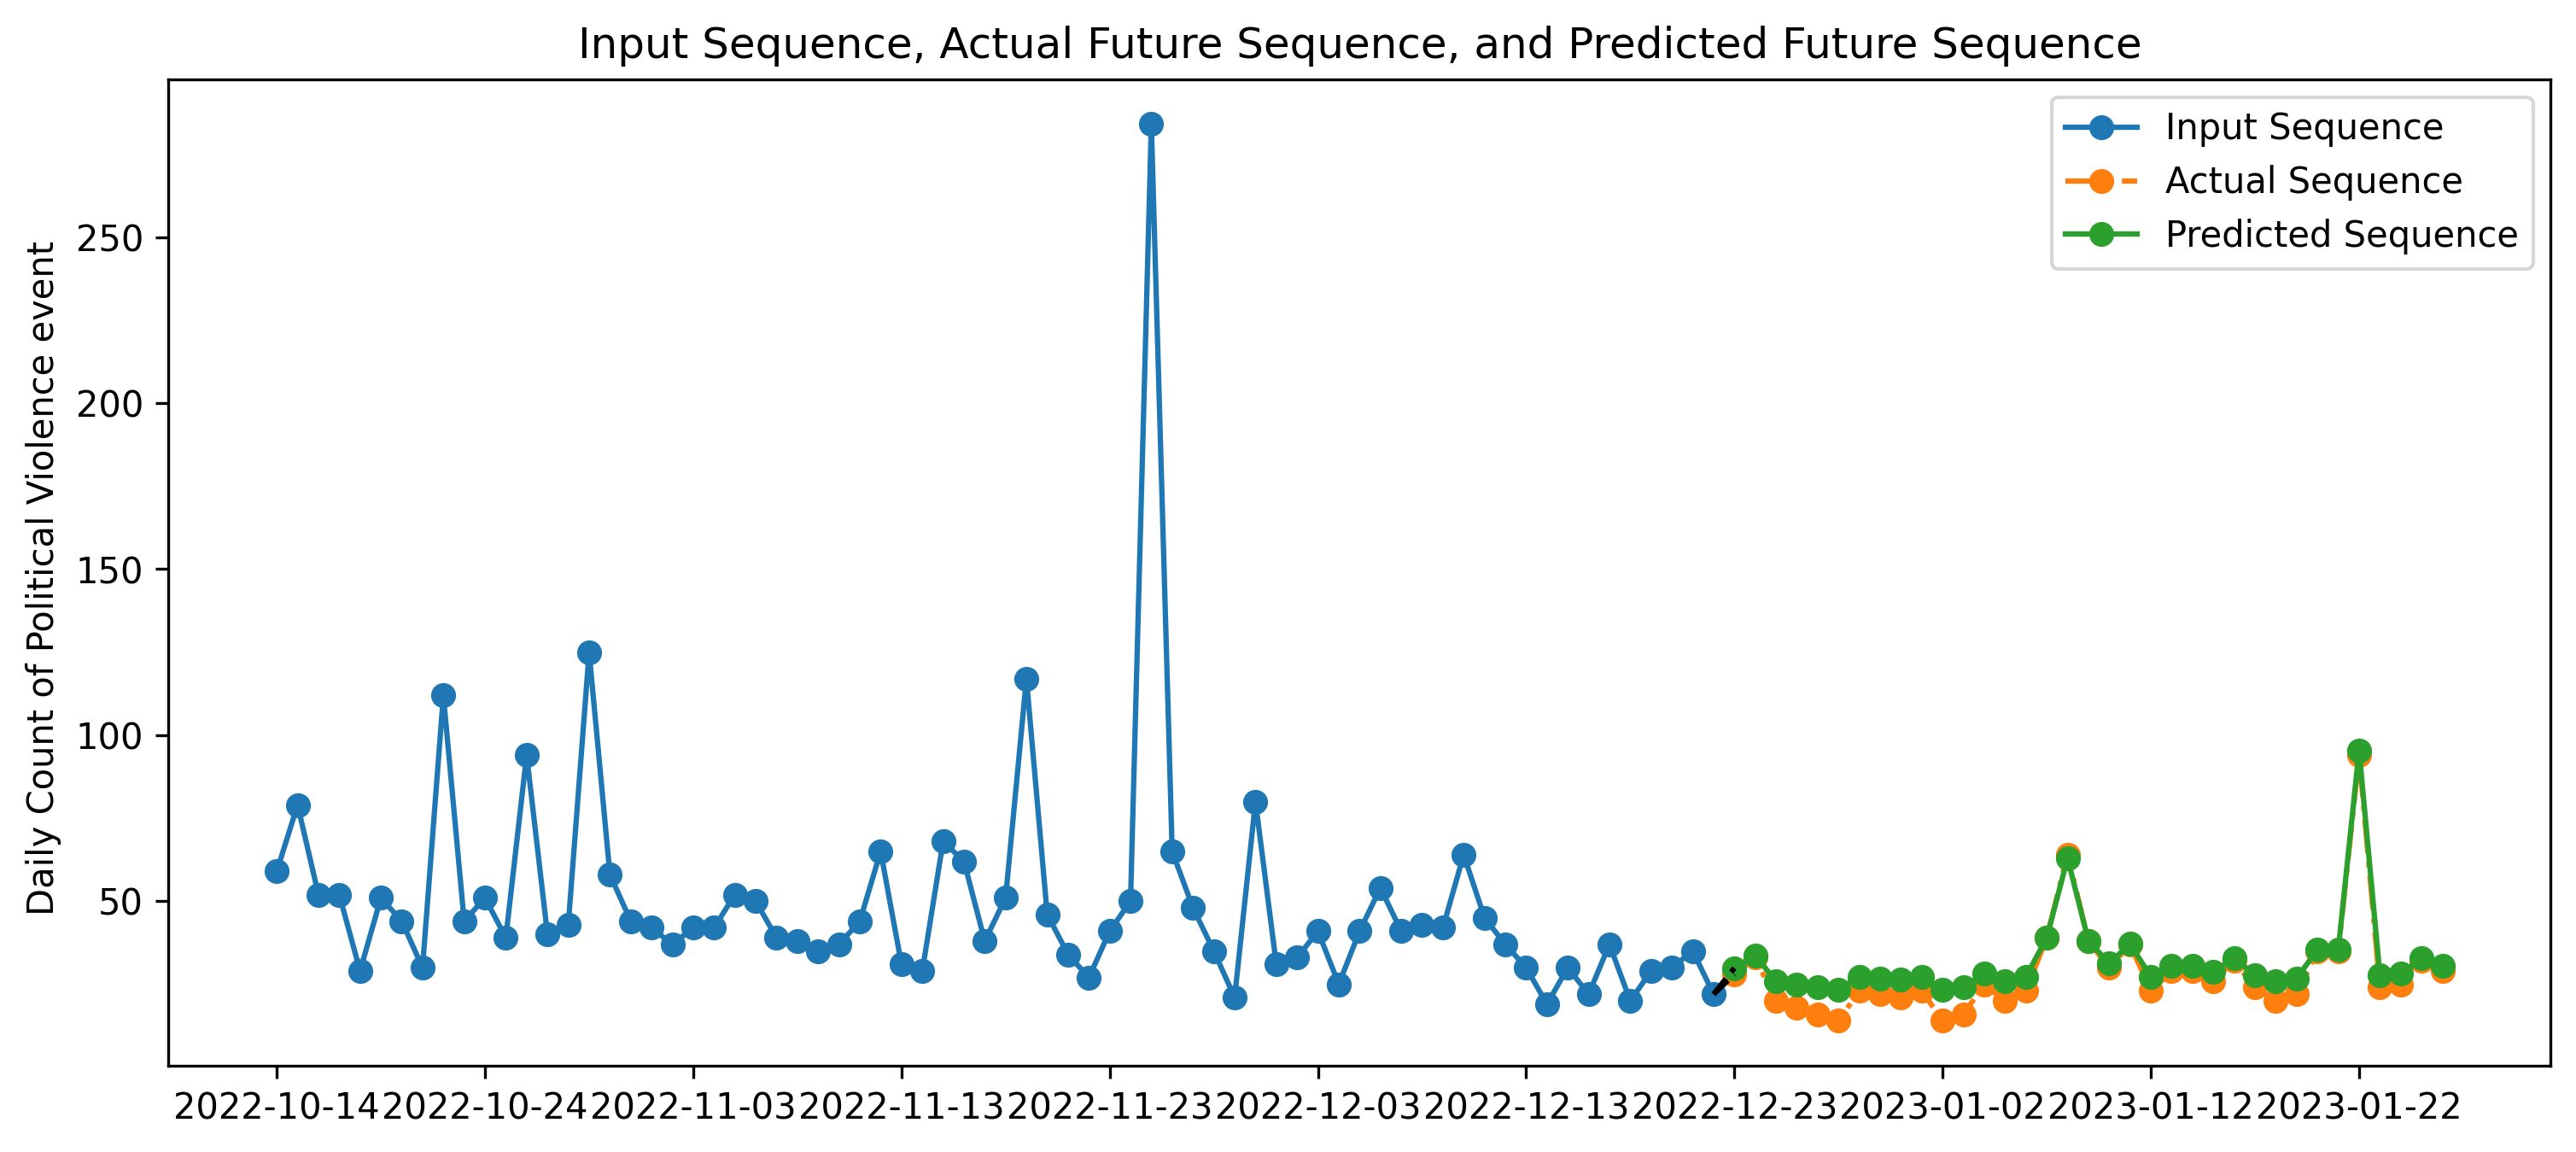 Input Sequence, Actual Future Sequence, and Predicted Future Sequence
Input Sequence
Actual Sequence
Predicted Sequence
Daily Count of Political Violence event
250
200
150
100
50
2022-10-14 2022-10-24 2022-11-03 2022-11-13 2022-11-23 2022-12-03 2022-12-13 2022-12-23 2023-01-02 2023-01-12 2023-01-22